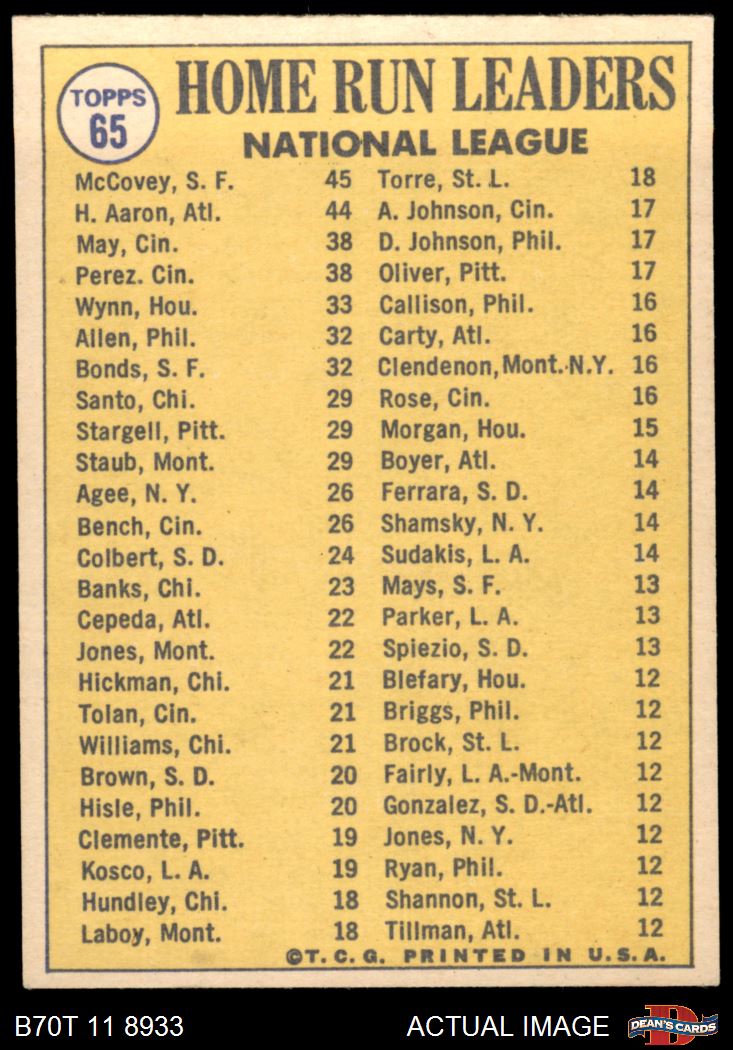 TOPPS
65
HOME RUN LEADERS
NATIONAL LEAGUE
McCovey, S. F. 45
H. Aaron, Atl. 44
May, Cin. 38
Perez. Cin. 38
Wynn, Hou. 33
Allen, Phil. 32
Bonds, S. F. 32
Santo, Chi. 29
Stargell, Pitt. 29
Staub, Mont. 29
Agee, N. Y. 26
Bench, Cin. 26
Colbert, S. D. 24
Banks, Chi. 23
Cepeda, Atl. 22
Jones, Mont. 22
Hickman, Chi. 21
Tolan, Cin. 21
Williams, Chi. 21
Brown, S. D. 20
Hisle, Phil. 20
Clemente, Pitt. 19
Kosco, L. A. 19
Hundley, Chi. 18
Laboy, Mont. 18
Torre, St. L. 18
A. Johnson, Cin. 17
D. Johnson, Phil. 17
Oliver, Pitt. 17
Callison, Phil. 16
Carty, Atl. 16
Clendenon, Mont.-N.Y. 16
Rose, Cin. 16
Morgan, Hou. 15
Boyer, Atl. 14
Ferrara, S. D. 14
Shamsky, N. Y. 14
Sudakis, L. A. 14
Mays, S. F. 13
Parker, L. A. 13
Spiezio, S. D. 13
Blefary, Hou. 12
Briggs, Phil. 12
Brock, St. L. 12
Fairly, L. A.-Mont. 12
Gonzalez, S. D.-Atl. 12
Jones, N. Y. 12
Ryan, Phil. 12
Shannon, St. L. 12
Tillman, Atl. 12
©T. C. G. PRINTED IN U.S.A.
B70T 11 8933 ACTUAL IMAGE
D
DEAN'S CARDS